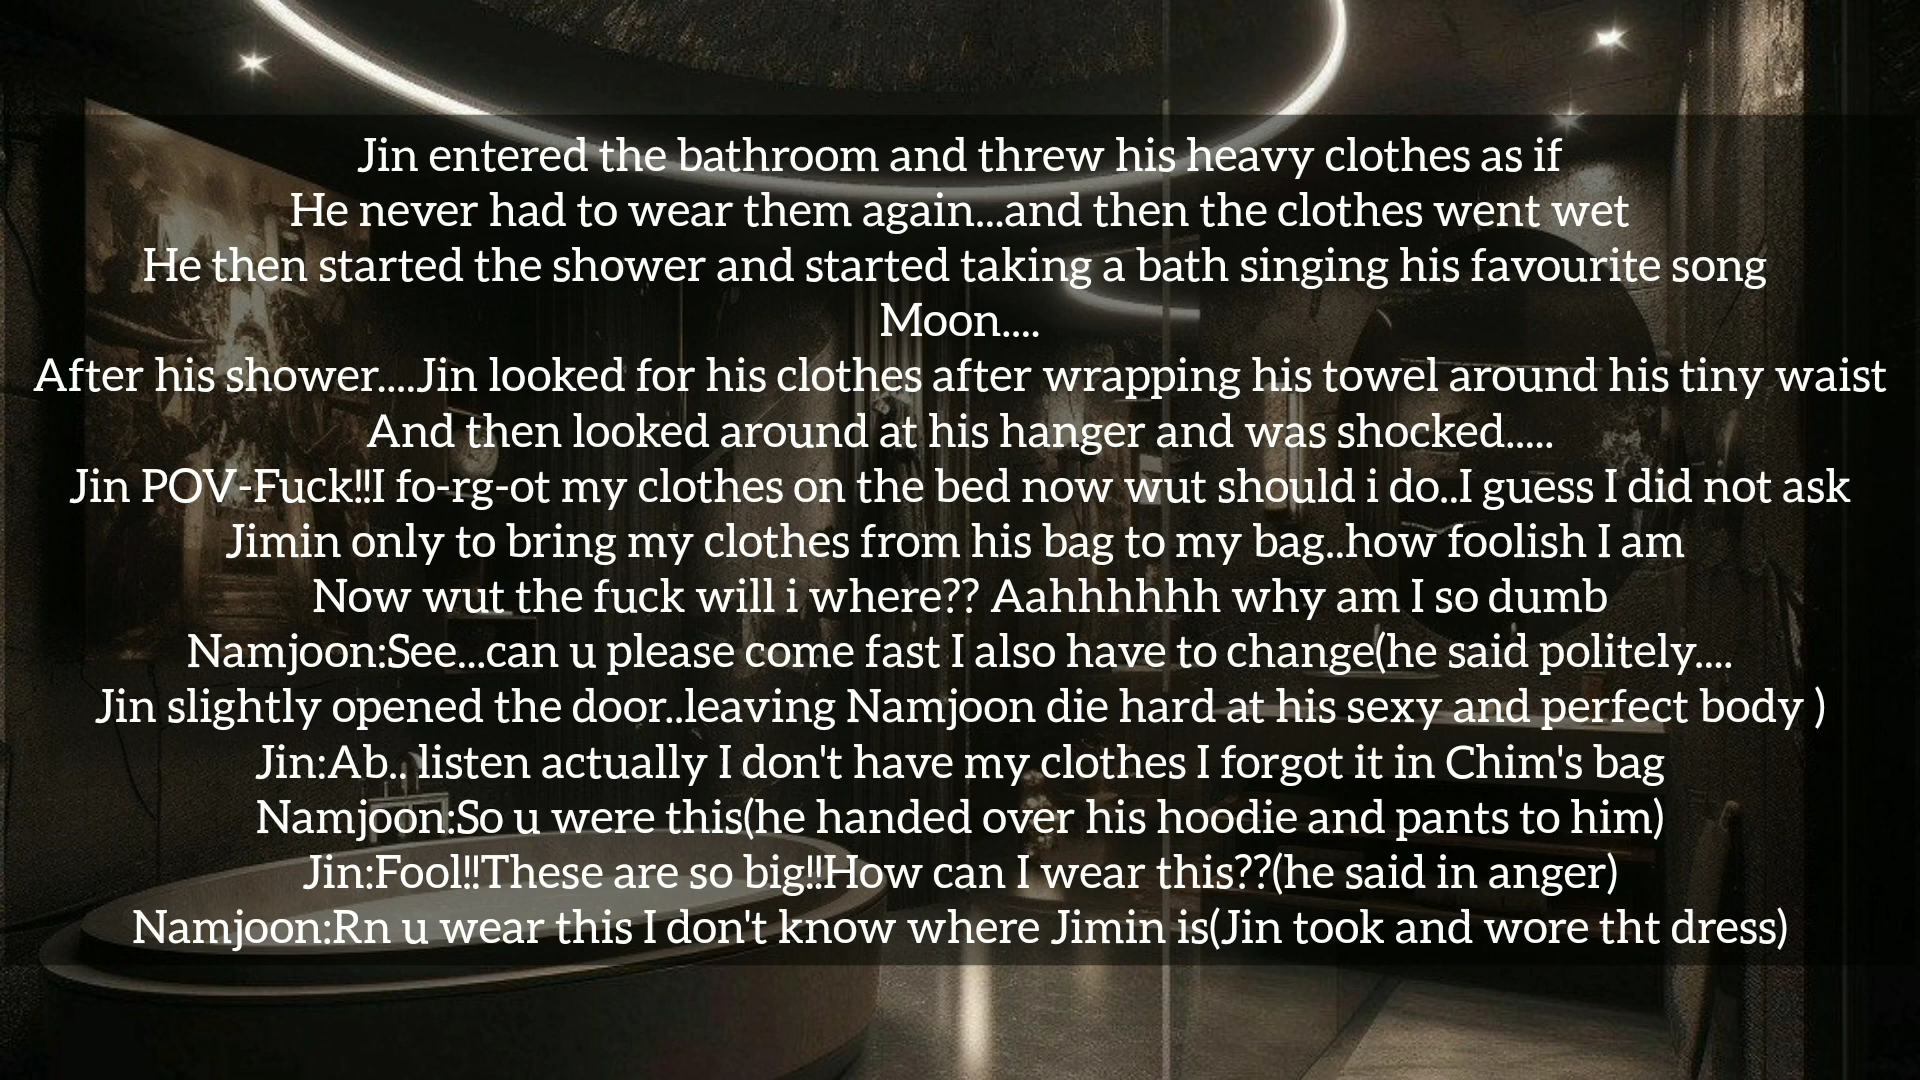 Jin entered the bathroom and threw his heavy clothes as if
He never had to wear them again...and then the clothes went wet
He then started the shower and started taking a bath singing his favourite song
Moon....
After his shower....Jin looked for his clothes after wrapping his towel around his tiny waist
And then looked around at his hanger and was shocked.....
Jin POV-Fuck!!I fo-rg-ot my clothes on the bed now wut should i do..I guess I did not ask
Jimin only to bring my clothes from his bag to my bag..how foolish I am
Now wut the fuck will i where?? Aahhhhhh why am I so dumb
Namjoon:See...can u please come fast I also have to change(he said politely....
Jin slightly opened the door..leaving Namjoon die hard at his sexy and perfect body )
Jin:Ab.. listen actually I don't have my clothes I forgot it in Chim's bag
Namjoon:So u were this(he handed over his hoodie and pants to him)
Jin:Fool!!These are so big!!How can I wear this??(he said in anger)
Namjoon:Rn u wear this I don't know where Jimin is(Jin took and wore tht dress)